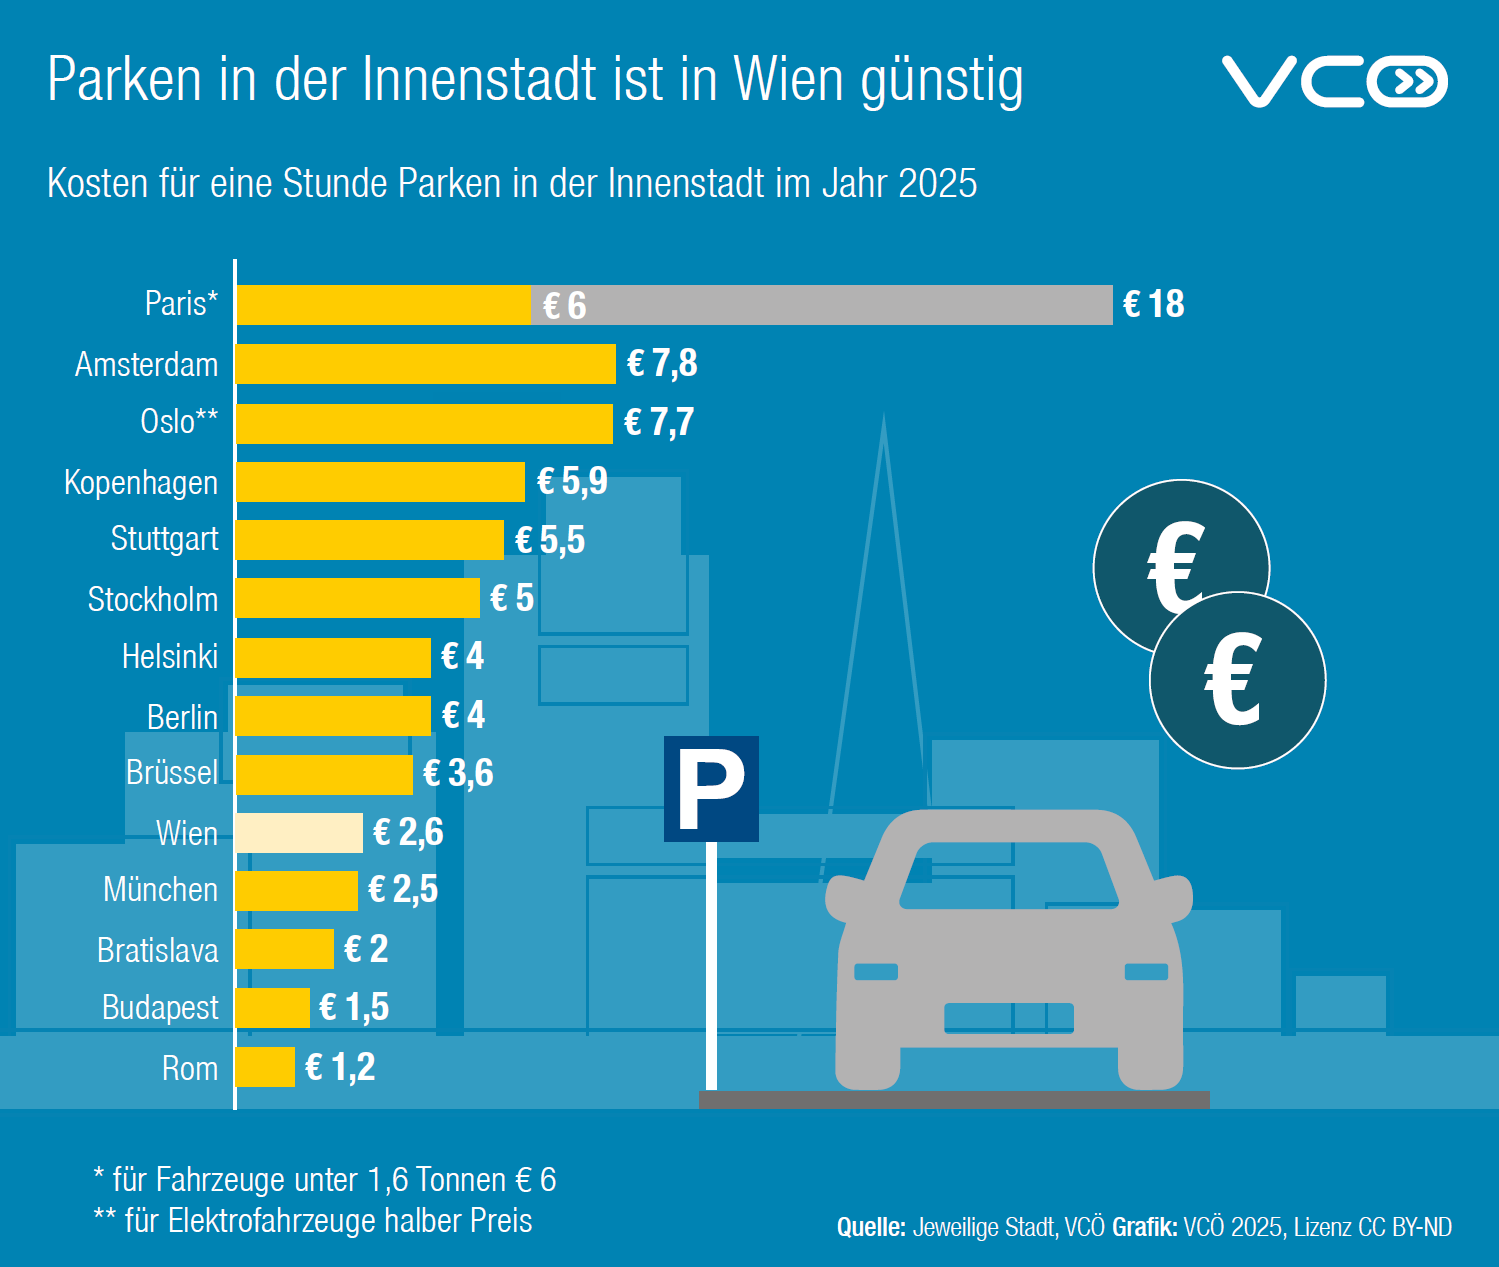 Parken in der Innenstadt ist in Wien günstig
VCÖ
Kosten für eine Stunde Parken in der Innenstadt im Jahr 2025
Paris* € 6 € 18
Amsterdam € 7,8
Oslo** € 7,7
Kopenhagen € 5,9
Stuttgart € 5,5
Stockholm € 5
Helsinki € 4
Berlin € 4
Brüssel € 3,6
Wien € 2,6
München € 2,5
Bratislava € 2
Budapest € 1,5
Rom € 1,2
€
€
P
* für Fahrzeuge unter 1,6 Tonnen € 6
** für Elektrofahrzeuge halber Preis
Quelle: Jeweilige Stadt, VCÖ Grafik: VCÖ 2025, Lizenz CC BY-ND